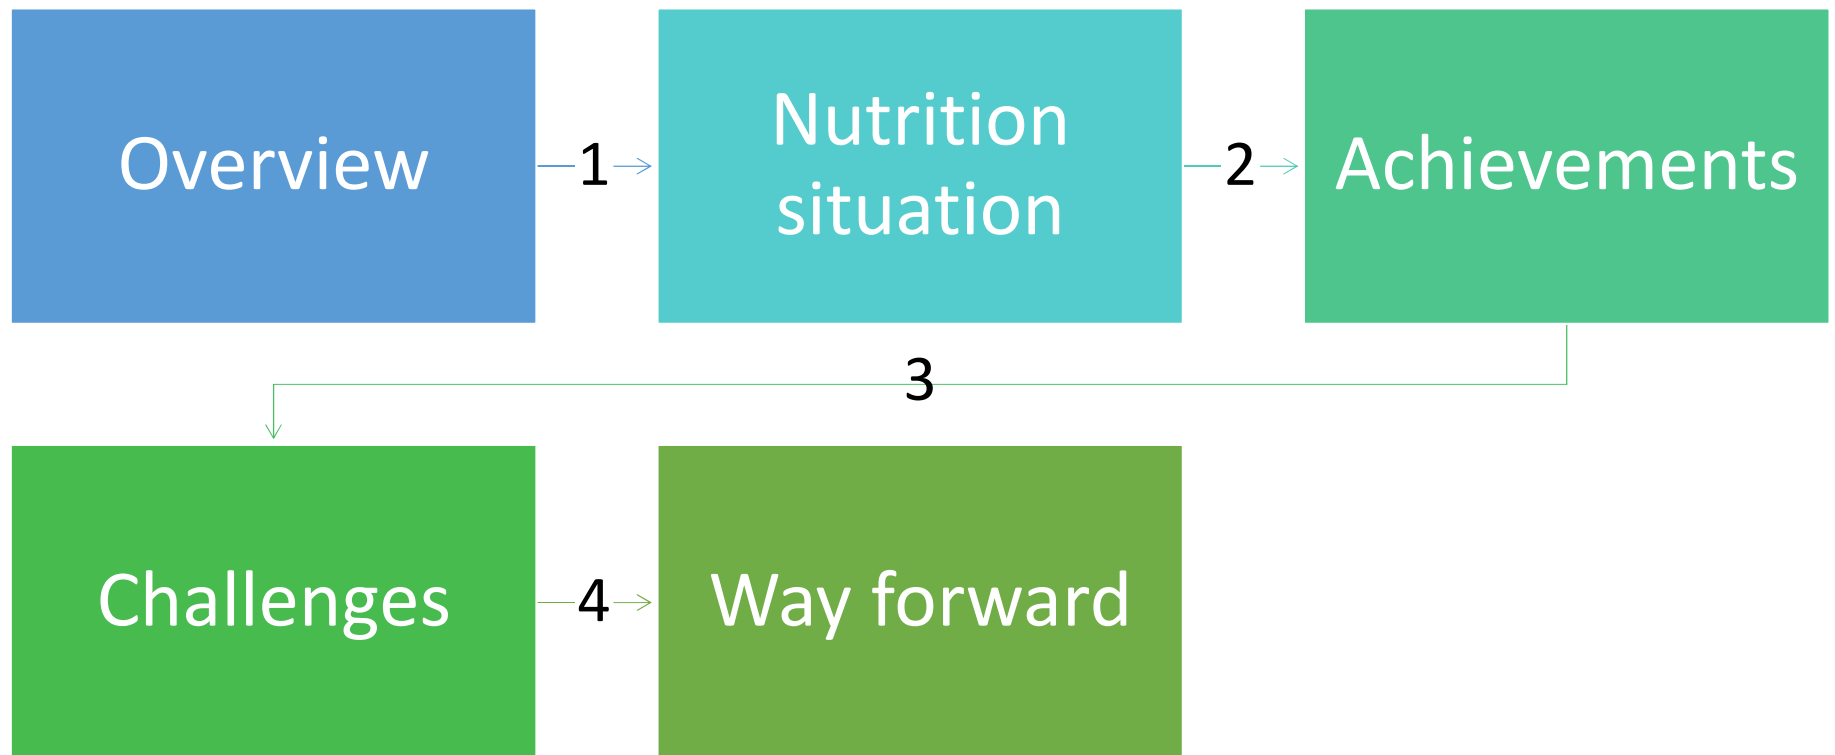 Overview
1
Nutrition
situation
2
Achievements
3
Challenges
4
Way forward